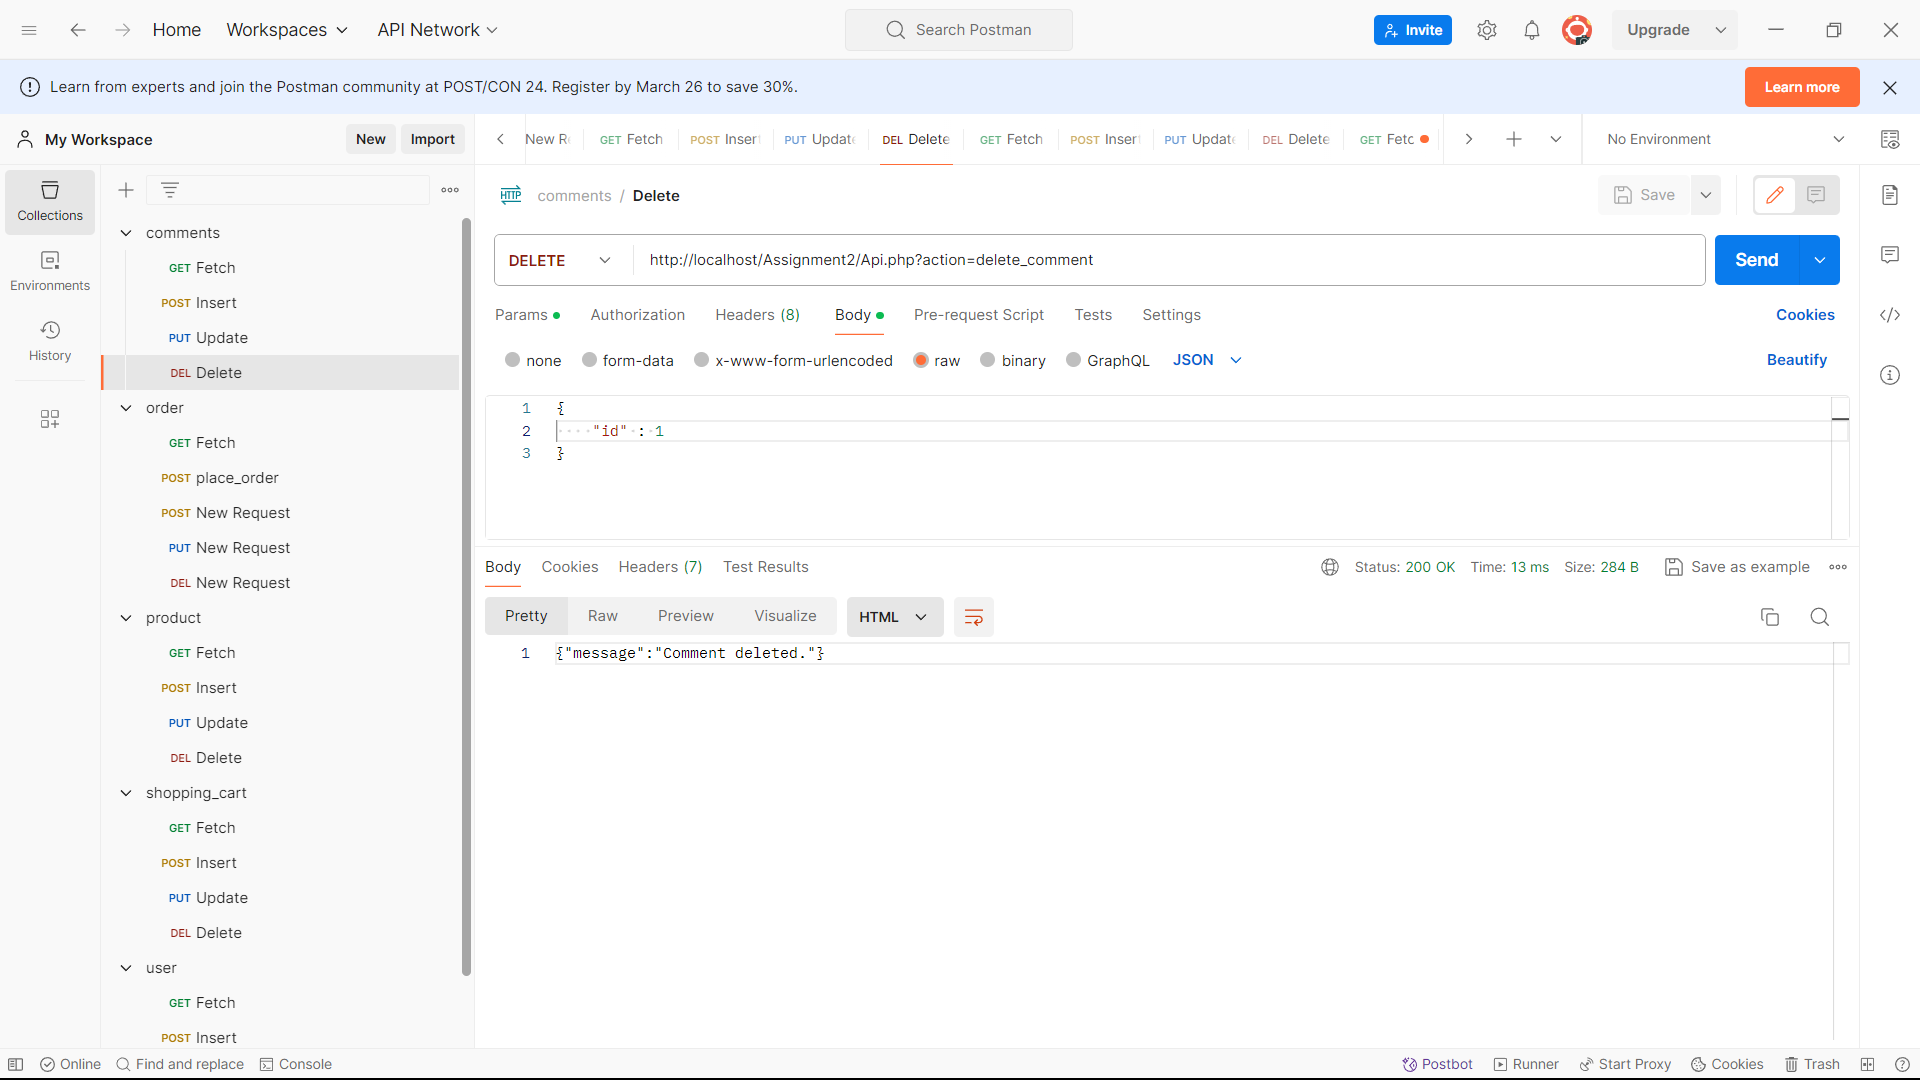 Home Workspaces API Network Search Postman Invite Upgrade
Learn from experts and join the Postman community at POST/CON 24. Register by March 26 to save 30%. Learn more
My Workspace New Import
New R GET Fetch POST Inser PUT Updat DEL Delete GET Fetch POST Inser PUT Updat DEL Delete GET Fetc No Environment
Collections
Environments
History
comments
GET Fetch
POST Insert
PUT Update
DEL Delete
order
GET Fetch
POST place_order
POST New Request
PUT New Request
DEL New Request
product
GET Fetch
POST Insert
PUT Update
DEL Delete
shopping_cart
GET Fetch
POST Insert
PUT Update
DEL Delete
user
GET Fetch
POST Insert
HTTP comments / Delete Save
DELETE http://localhost/Assignment2/Api.php?action=delete_comment Send
Params Authorization Headers (8) Body Pre-request Script Tests Settings Cookies
none form-data x-www-form-urlencoded raw binary GraphQL JSON Beautify
1 {
2 "id" : 1
3 }
Body Cookies Headers (7) Test Results Status: 200 OK Time: 13 ms Size: 284 B Save as example
Pretty Raw Preview Visualize HTML
1 {"message":"Comment deleted."}
Online Find and replace Console Postbot Runner Start Proxy Cookies Trash